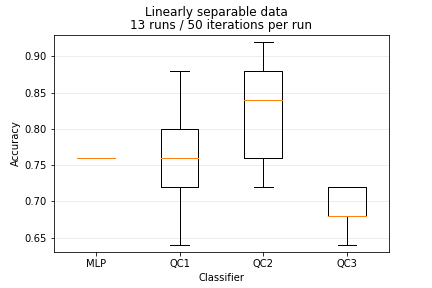 Linearly separable data
13 runs / 50 iterations per run
0.90
0.85
0.80
0.75
0.70
0.65
Accuracy
MLP QC1 QC2 QC3
Classifier